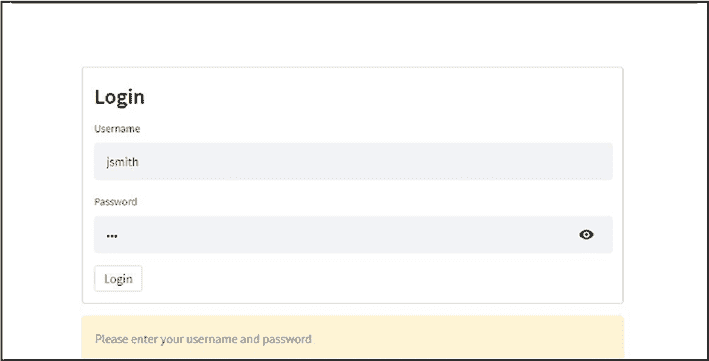 Login
Username
jsmith
Password
•••
Login
Please enter your username and password